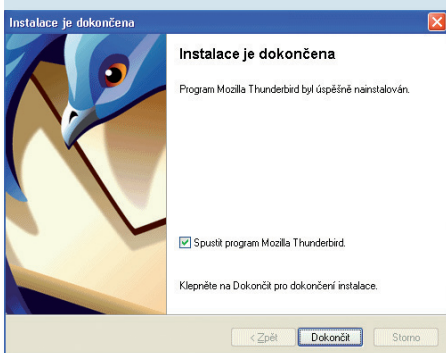 Instalace je dokončena
Instalace je dokončena
Program Mozilla Thunderbird byl úspěšně nainstalován.
Spustit program Mozilla Thunderbird.
Klepněte na Dokončit pro dokončení instalace.
< Zpět Dokončit Storno